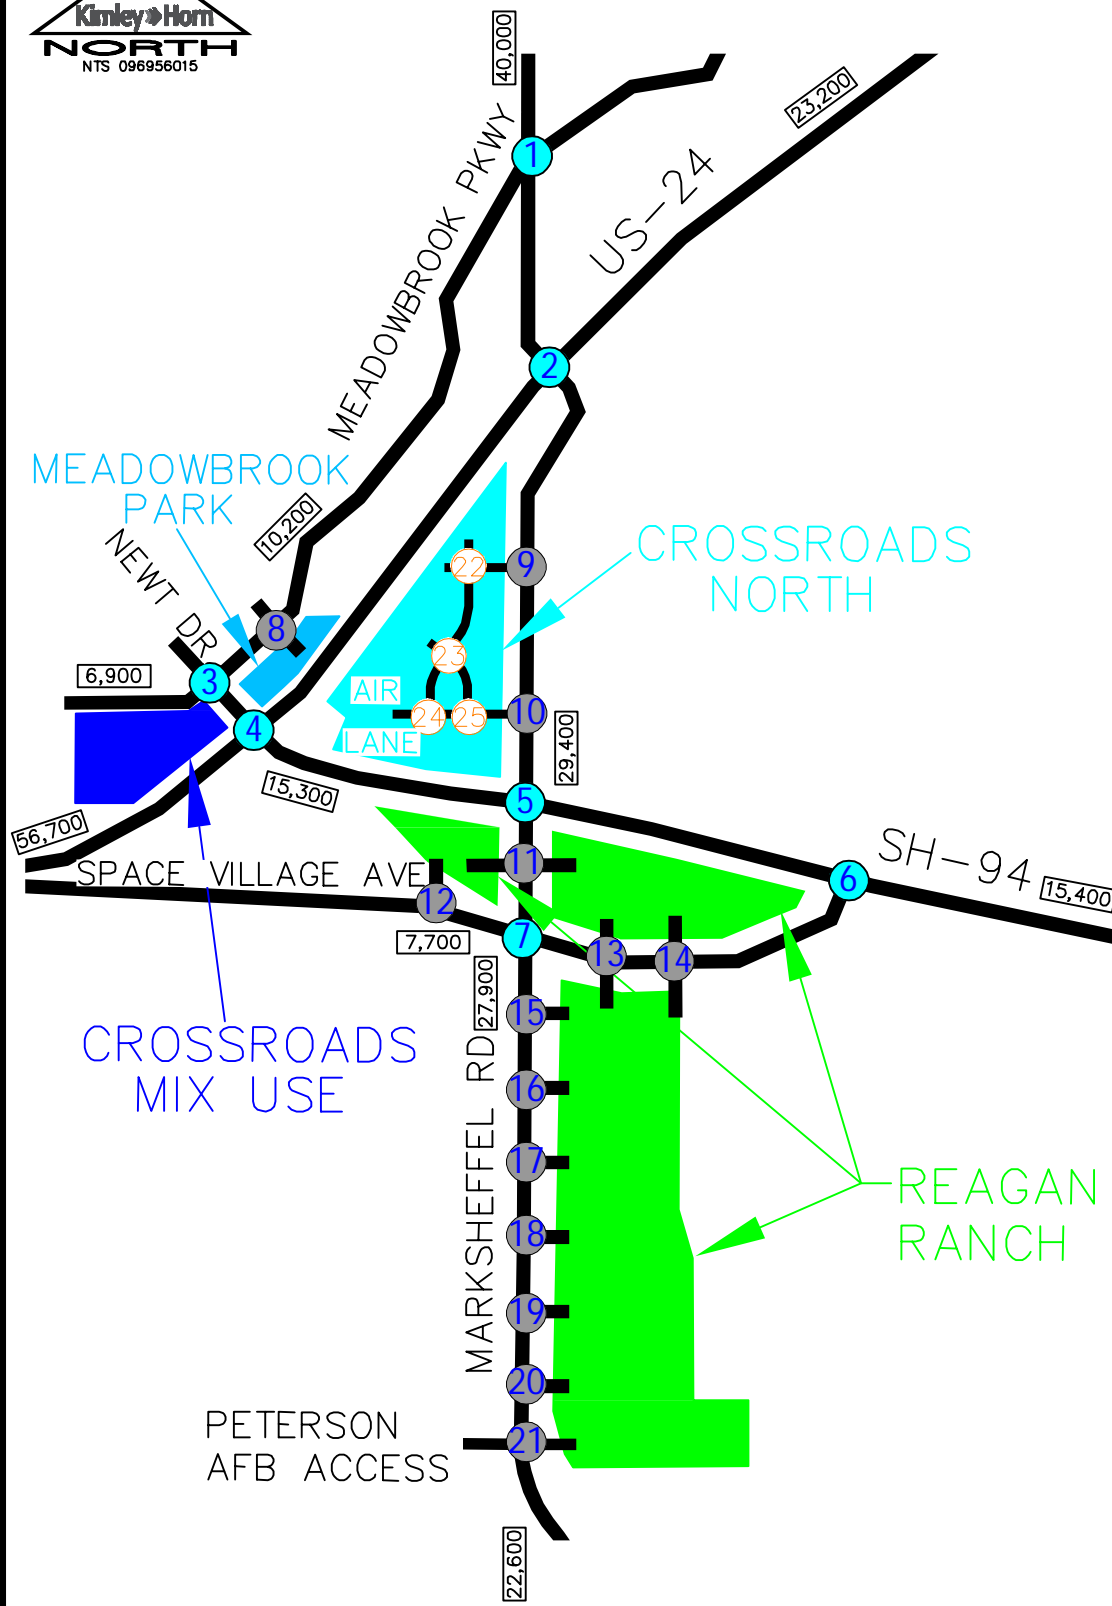 Kimley»Horn
NORTH
NTS 096956015
40,000
MEADOWBROOK PKWY
1
23,200
US-24
2
MEADOWBROOK
PARK
10,200
NEWT DR
CROSSROADS
NORTH
22
9
8
23
6,900
3
AIR
24
25
10
LANE
4
29,400
15,300
5
56,700
SPACE VILLAGE AVE
11
SH-94
6
15,400
12
7,700
7
13
14
27,900
15
CROSSROADS
MIX USE
MARKSHEFFEL RD
16
17
REAGAN
RANCH
18
19
20
PETERSON
AFB ACCESS
21
22,600